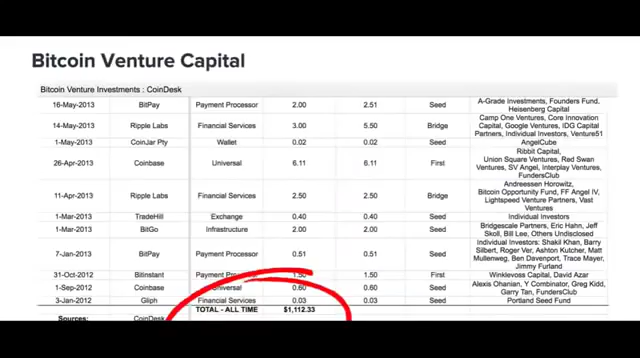 Bitcoin Venture Capital
Bitcoin Venture Investments : CoinDesk
16-May-2013 BitPay Payment Processor 2.00 2.51 Seed A-Grade Investments, Founders Fund, Heisenberg Capital
14-May-2013 Ripple Labs Financial Services 3.00 5.50 Bridge Camp One Ventures, Core Innovation Capital, Google Ventures, IDG Capital Partners, Individual Investors, Venture51
1-May-2013 CoinJar Pty Wallet 0.02 0.02 Seed AngelCube
26-Apr-2013 Coinbase Universal 6.11 6.11 First Ribbit Capital, Union Square Ventures, Red Swan Ventures, SV Angel, Interplay Ventures, FundersClub
11-Apr-2013 Ripple Labs Financial Services 2.50 2.50 Bridge Andreessen Horowitz, Bitcoin Opportunity Fund, FF Angel IV, Lightspeed Venture Partners, Vast Ventures
1-Mar-2013 TradeHill Exchange 0.40 0.40 Seed Individual Investors
1-Mar-2013 BitGo Infrastructure 2.00 2.00 Seed Bridgescale Partners, Eric Hahn, Jeff Skoll, Bill Lee, Others Undisclosed
7-Jan-2013 BitPay Payment Processor 0.51 0.51 Seed Individual Investors: Shakil Khan, Barry Silbert, Roger Ver, Ashton Kutcher, Matt Mullenweg, Ben Davenport, Trace Mayer, Jimmy Furland
31-Oct-2012 Bitinstant Payment Processor 1.50 1.50 First Winklevoss Capital, David Azar
1-Sep-2012 Coinbase Universal 0.60 0.60 Seed Alexis Ohanian, Y Combinator, Greg Kidd, Garry Tan, FundersClub
3-Jan-2012 Gliph Financial Services 0.03 0.03 Seed Portland Seed Fund
TOTAL - ALL TIME $1,112.33
Sources: CoinDesk